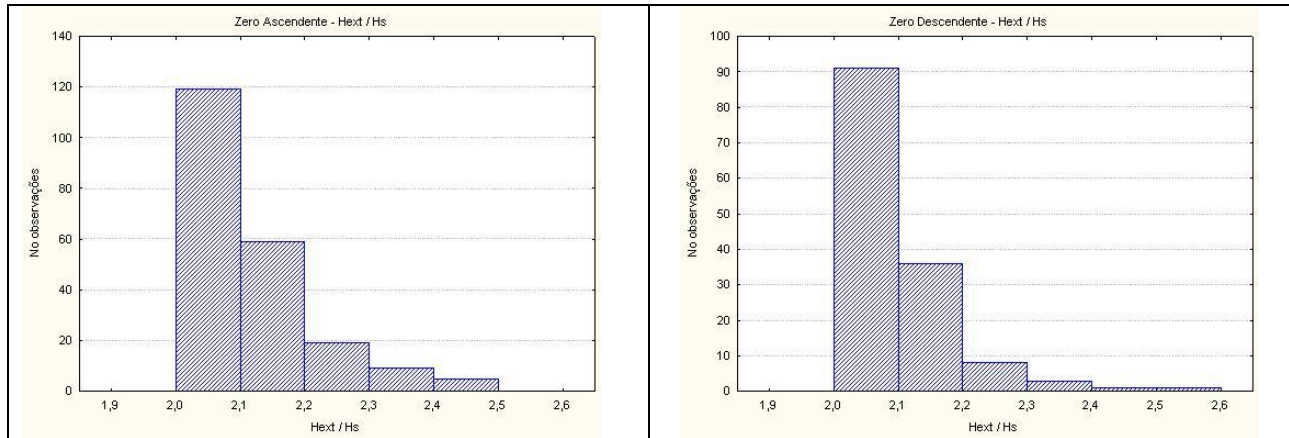 Zero Ascendente - Hext / Hs
140
120
100
80
60
40
20
0
No observações
1,9 2,0 2,1 2,2 2,3 2,4 2,5 2,6
Hext / Hs
Zero Descendente - Hext / Hs
100
90
80
70
60
50
40
30
20
10
0
No observações
1,9 2,0 2,1 2,2 2,3 2,4 2,5 2,6
Hext / Hs